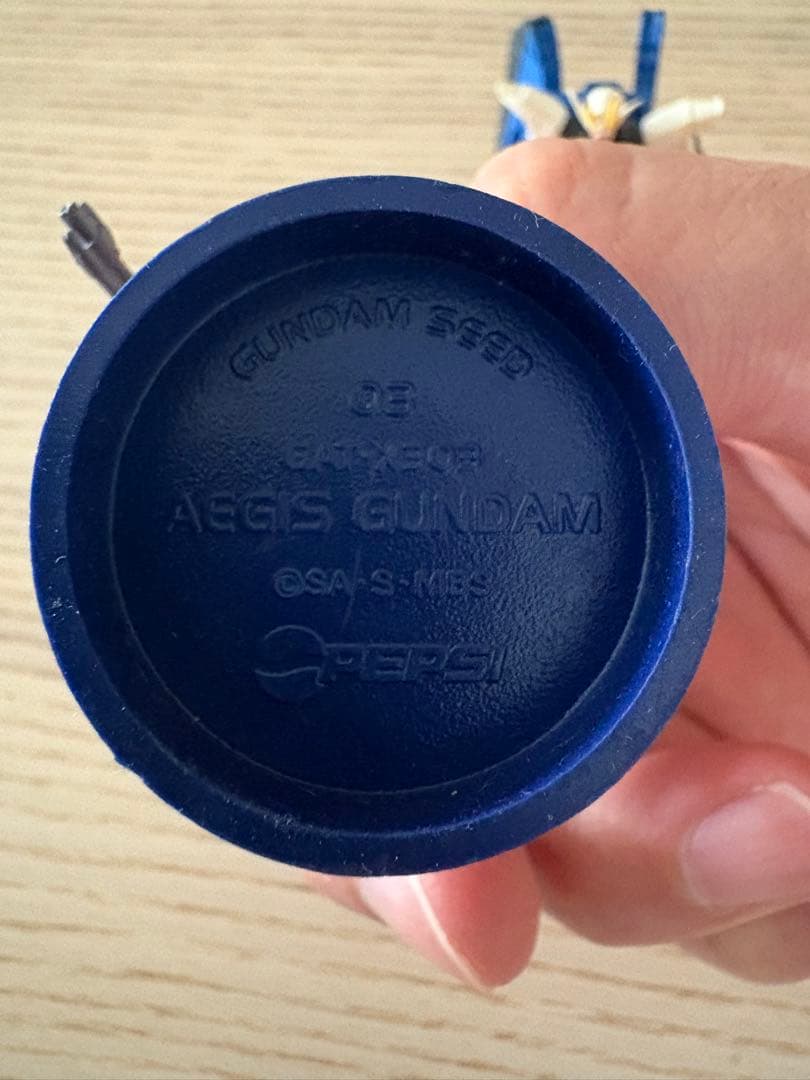 GUNDAM SEED
03
GAT-X303
AEGIS GUNDAM
©SA·S·MBS
PEPSI